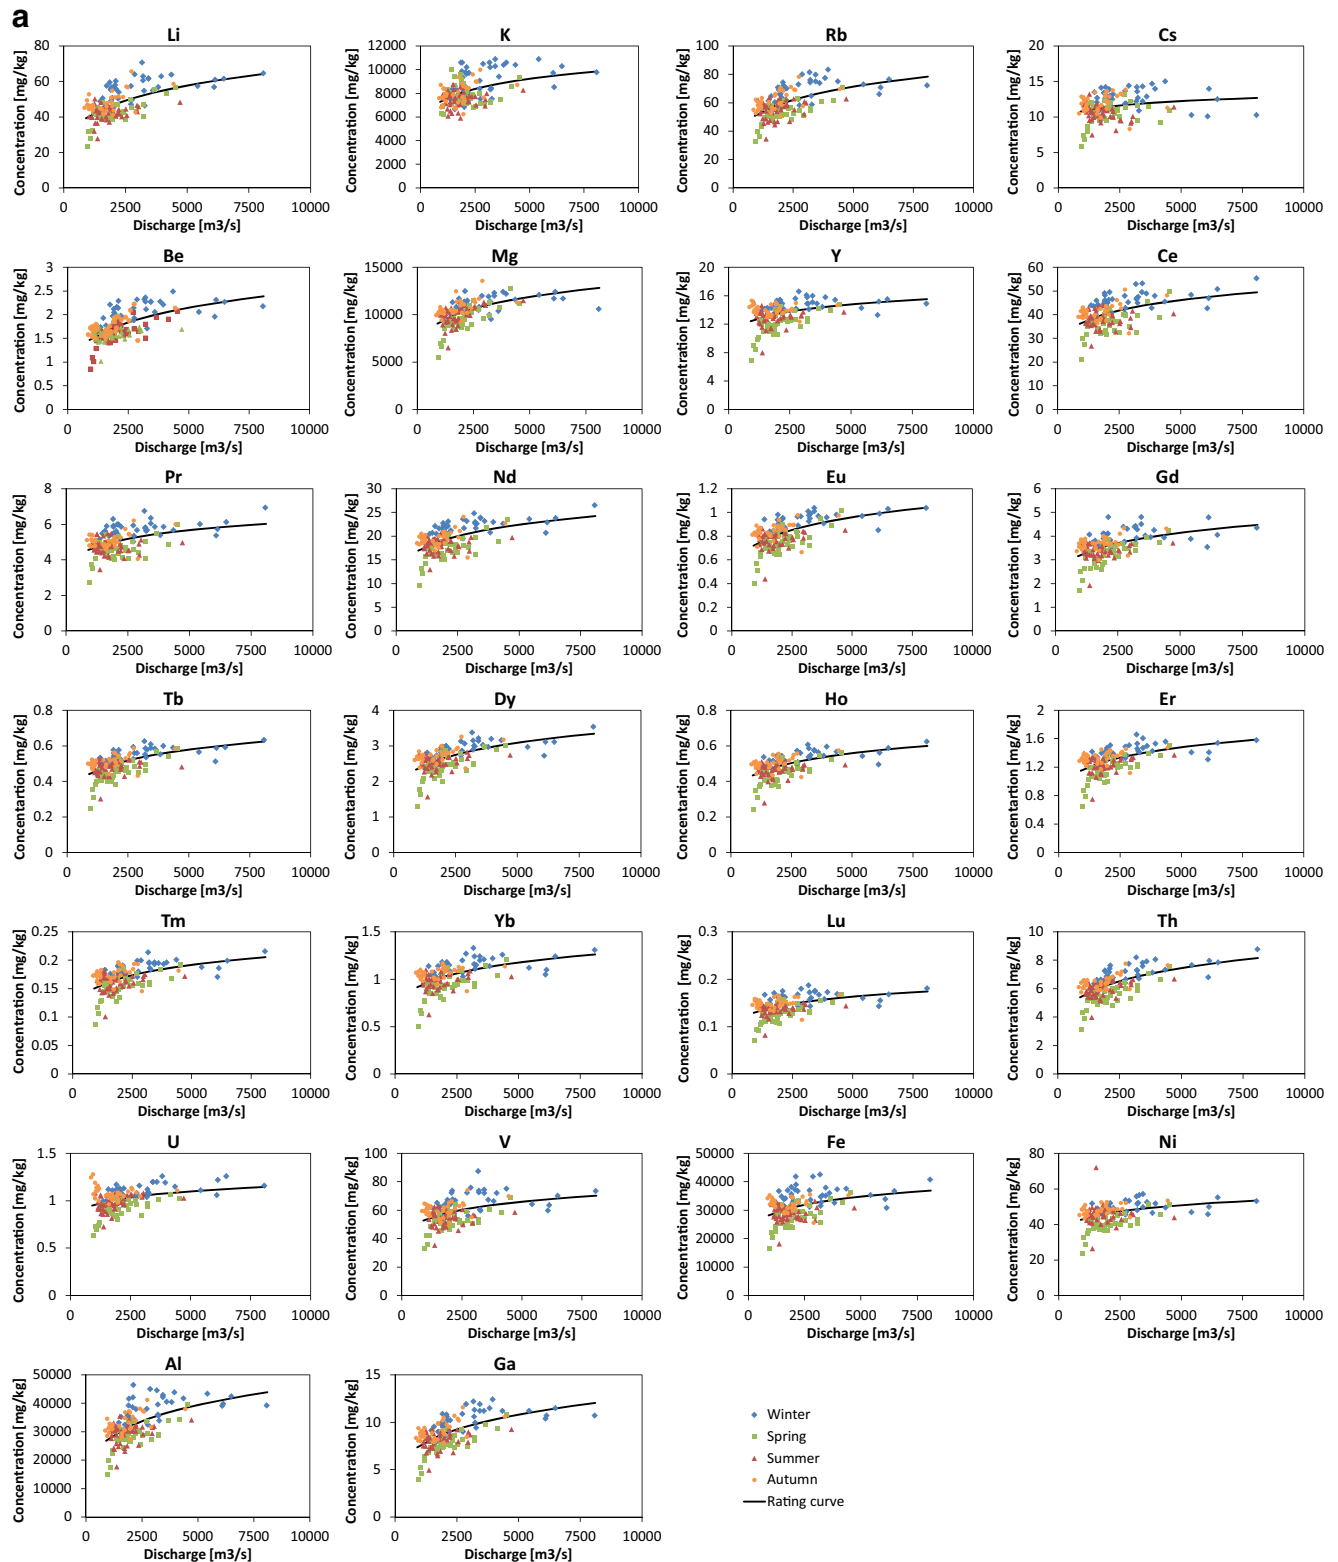 a
Li
Concentration [mg/kg]
80
60
40
20
0
0 2500 5000 7500 10000
Discharge [m3/s]
K
Concentration [mg/kg]
12000
10000
8000
6000
4000
2000
0
0 2500 5000 7500 10000
Discharge [m3/s]
Rb
Concentration [mg/kg]
100
80
60
40
20
0
0 2500 5000 7500 10000
Discharge [m3/s]
Cs
Concentration [mg/kg]
20
15
10
5
0
0 2500 5000 7500 10000
Discharge [m3/s]
Be
Concentration [mg/kg]
3
2.5
2
1.5
1
0.5
0
0 2500 5000 7500 10000
Discharge [m3/s]
Mg
Concentration [mg/kg]
15000
10000
5000
0
0 2500 5000 7500 10000
Discharge [m3/s]
Y
Concentration [mg/kg]
20
16
12
8
4
0
0 2500 5000 7500 10000
Discharge [m3/s]
Ce
Concentration [mg/kg]
60
50
40
30
20
10
0
0 2500 5000 7500 10000
Discharge [m3/s]
Pr
Concentration [mg/kg]
8
6
4
2
0
0 2500 5000 7500 10000
Discharge [m3/s]
Nd
Concentration [mg/kg]
30
25
20
15
10
5
0
0 2500 5000 7500 10000
Discharge [m3/s]
Eu
Concentration [mg/kg]
1.2
1
0.8
0.6
0.4
0.2
0
0 2500 5000 7500 10000
Discharge [m3/s]
Gd
Concentration [mg/kg]
6
5
4
3
2
1
0
0 2500 5000 7500 10000
Discharge [m3/s]
Tb
Concentartion [mg/kg]
0.8
0.6
0.4
0.2
0
0 2500 5000 7500 10000
Discharge [m3/s]
Dy
Concentartion [mg/kg]
4
3
2
1
0
0 2500 5000 7500 10000
Discharge [m3/s]
Ho
Concentartion [mg/kg]
0.8
0.6
0.4
0.2
0
0 2500 5000 7500 10000
Discharge [m3/s]
Er
Concentartion [mg/kg]
2
1.6
1.2
0.8
0.4
0
0 2500 5000 7500 10000
Discharge [m3/s]
Tm
Concentration [mg/kg]
0.25
0.2
0.15
0.1
0.05
0
0 2500 5000 7500 10000
Discharge [m3/s]
Yb
Concentration [mg/kg]
1.5
1
0.5
0
0 2500 5000 7500 10000
Discharge [m3/s]
Lu
Concentration [mg/kg]
0.3
0.2
0.1
0
0 2500 5000 7500 10000
Discharge [m3/s]
Th
Concentration [mg/kg]
10
8
6
4
2
0
0 2500 5000 7500 10000
Discharge [m3/s]
U
Concentration [mg/kg]
1.5
1
0.5
0
0 2500 5000 7500 10000
Discharge [m3/s]
V
Concentration [mg/kg]
100
80
60
40
20
0
0 2500 5000 7500 10000
Discharge [m3/s]
Fe
Concentration [mg/kg]
50000
40000
30000
20000
10000
0
0 2500 5000 7500 10000
Discharge [m3/s]
Ni
Concentration [mg/kg]
80
60
40
20
0
0 2500 5000 7500 10000
Discharge [m3/s]
Al
Concentration [mg/kg]
50000
40000
30000
20000
10000
0
0 2500 5000 7500 10000
Discharge [m3/s]
Ga
Concentration [mg/kg]
15
10
5
0
0 2500 5000 7500 10000
Discharge [m3/s]
Winter
Spring
Summer
Autumn
Rating curve